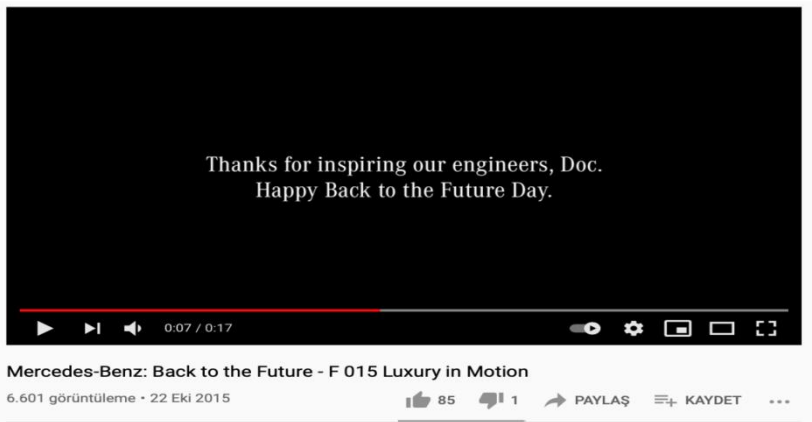 Thanks for inspiring our engineers, Doc.
Happy Back to the Future Day.
0:07 / 0:17
Mercedes-Benz: Back to the Future - F 015 Luxury in Motion
6.601 görüntüleme • 22 Eki 2015
85 1 PAYLAŞ KAYDET